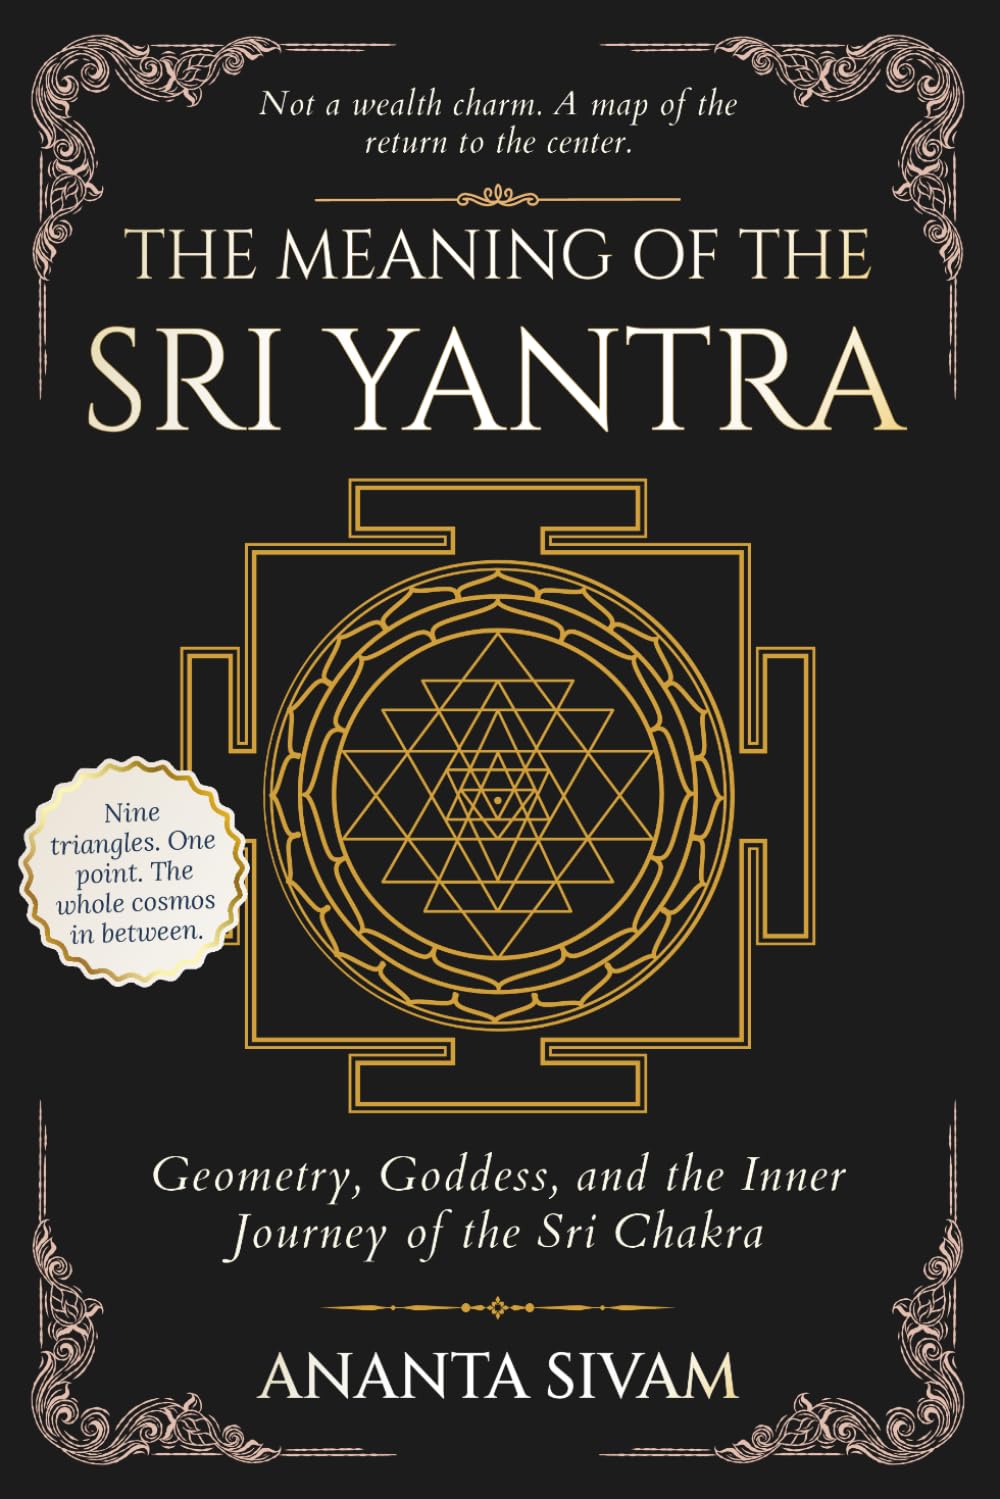 Not a wealth charm. A map of the
return to the center.
THE MEANING OF THE
SRI YANTRA
Nine
triangles. One
point. The
whole cosmos
in between.
Geometry, Goddess, and the Inner
Journey of the Sri Chakra
ANANTA SIVAM